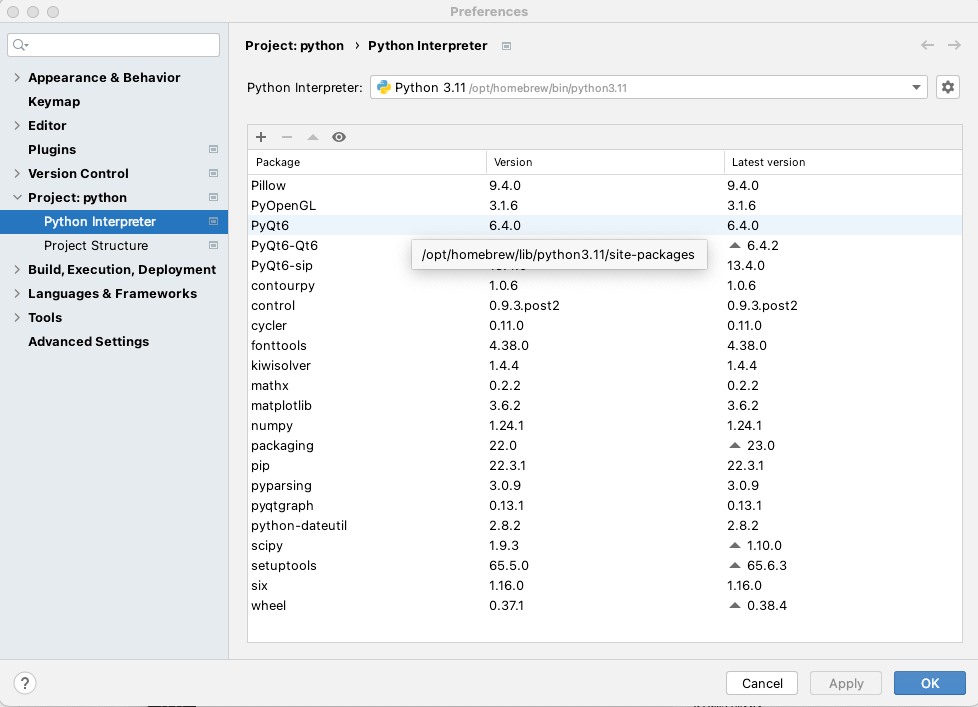 Preferences
Appearance & Behavior
Keymap
Editor
Plugins
Version Control
Project: python
Python Interpreter
Project Structure
Build, Execution, Deployment
Languages & Frameworks
Tools
Advanced Settings
Project: python › Python Interpreter
Python Interpreter: Python 3.11 /opt/homebrew/bin/python3.11
Package Version Latest version
Pillow 9.4.0 9.4.0
PyOpenGL 3.1.6 3.1.6
PyQt6 6.4.0 6.4.0
PyQt6-Qt6 6.4.2
/opt/homebrew/lib/python3.11/site-packages
PyQt6-sip 13.4.0
contourpy 1.0.6 1.0.6
control 0.9.3.post2 0.9.3.post2
cycler 0.11.0 0.11.0
fonttools 4.38.0 4.38.0
kiwisolver 1.4.4 1.4.4
mathx 0.2.2 0.2.2
matplotlib 3.6.2 3.6.2
numpy 1.24.1 1.24.1
packaging 22.0 23.0
pip 22.3.1 22.3.1
pyparsing 3.0.9 3.0.9
pyqtgraph 0.13.1 0.13.1
python-dateutil 2.8.2 2.8.2
scipy 1.9.3 1.10.0
setuptools 65.5.0 65.6.3
six 1.16.0 1.16.0
wheel 0.37.1 0.38.4
? Cancel Apply OK